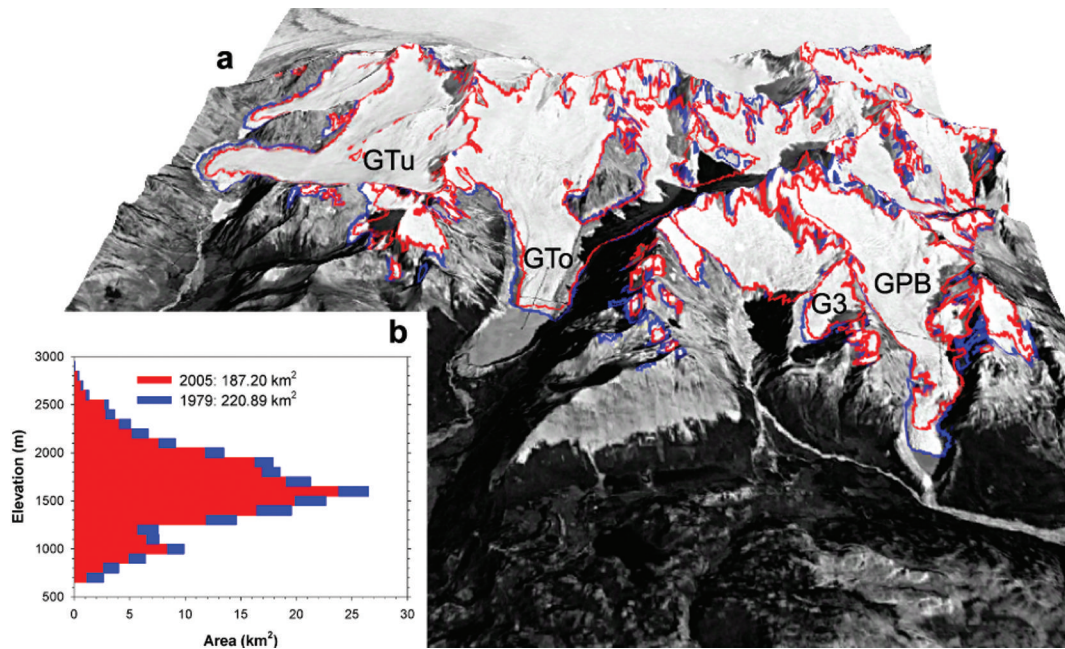 a
GTu
GTo
GPB
G3
b
2005: 187.20 km²
1979: 220.89 km²
3000
2500
2000
1500
1000
500
Elevation (m)
0 5 10 15 20 25 30
Area (km²)